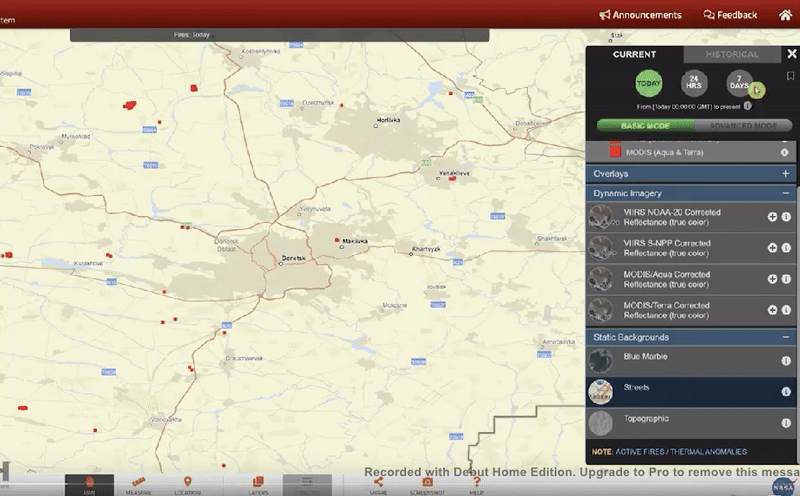 stem
Announcements
Feedback
Fires: Today
CURRENT
HISTORICAL
TODAY
24
HRS
7
DAYS
From [Today 00:00:00 GMT) to present
BASIC MODE
ADVANCED MODE
MODIS (Aqua & Terra)
Overlays
Dynamic Imagery
VIIRS NOAA-20 Corrected
Reflectance (true color)
VIIRS S-NPP Corrected
Reflectance (true color)
MODIS/Aqua Corrected
Reflectance (true color)
MODIS/Terra Corrected
Reflectance (true color)
Static Backgrounds
Blue Marble
Streets
Topographic
NOTE: ACTIVE FIRES / THERMAL ANOMALIES
Kostiantynivka
Dzerzhynsk
Horlivka
Myrnohrad
Pokrovsk
Yenakiieve
Yasynuvata
Donetsk
Oblast
Makiivka
Khartsyzk
Shakhtarsk
Kurakhove
Donetsk
Mospyne
Amvrosiivka
Dokuchaievsk
Volnovakha
Recorded with Debut Home Edition. Upgrade to Pro to remove this messa
MEASURE
LOCATION
LAYERS
SHARE
SCREENSHOT
HELP
NASA